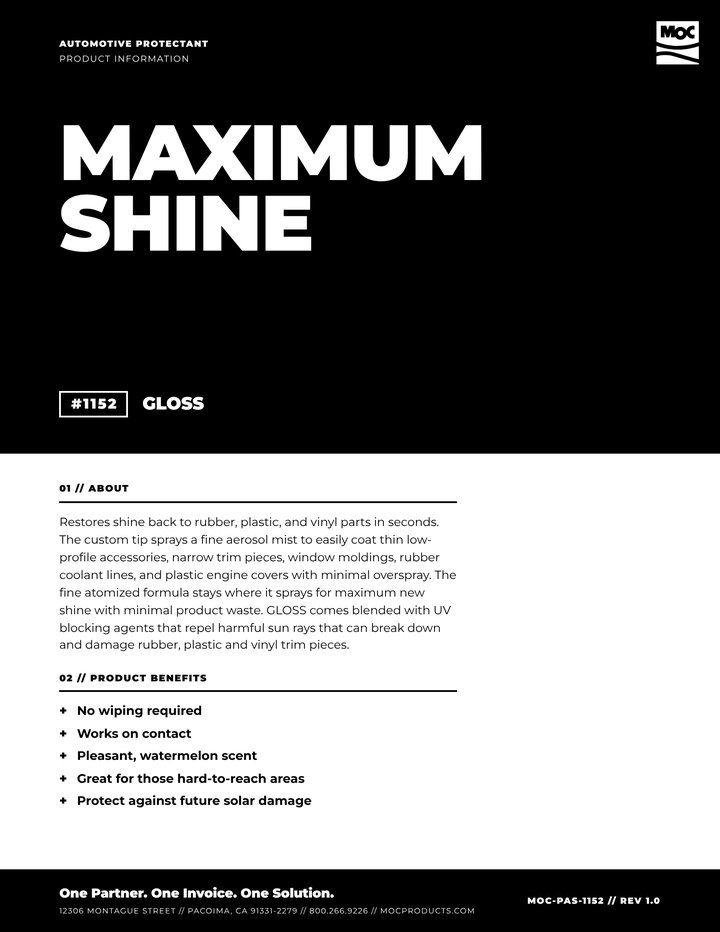 AUTOMOTIVE PROTECTANT
PRODUCT INFORMATION
MOC
MAXIMUM
SHINE
#1152 GLOSS
01 // ABOUT
Restores shine back to rubber, plastic, and vinyl parts in seconds.
The custom tip sprays a fine aerosol mist to easily coat thin low-
profile accessories, narrow trim pieces, window moldings, rubber
coolant lines, and plastic engine covers with minimal overspray. The
fine atomized formula stays where it sprays for maximum new
shine with minimal product waste. GLOSS comes blended with UV
blocking agents that repel harmful sun rays that can break down
and damage rubber, plastic and vinyl trim pieces.
02 // PRODUCT BENEFITS
+ No wiping required
+ Works on contact
+ Pleasant, watermelon scent
+ Great for those hard-to-reach areas
+ Protect against future solar damage
One Partner. One Invoice. One Solution.
12306 MONTAGUE STREET // PACOIMA, CA 91331-2279 // 800.266.9226 // MOCPRODUCTS.COM
MOC-PAS-1152 // REV 1.0